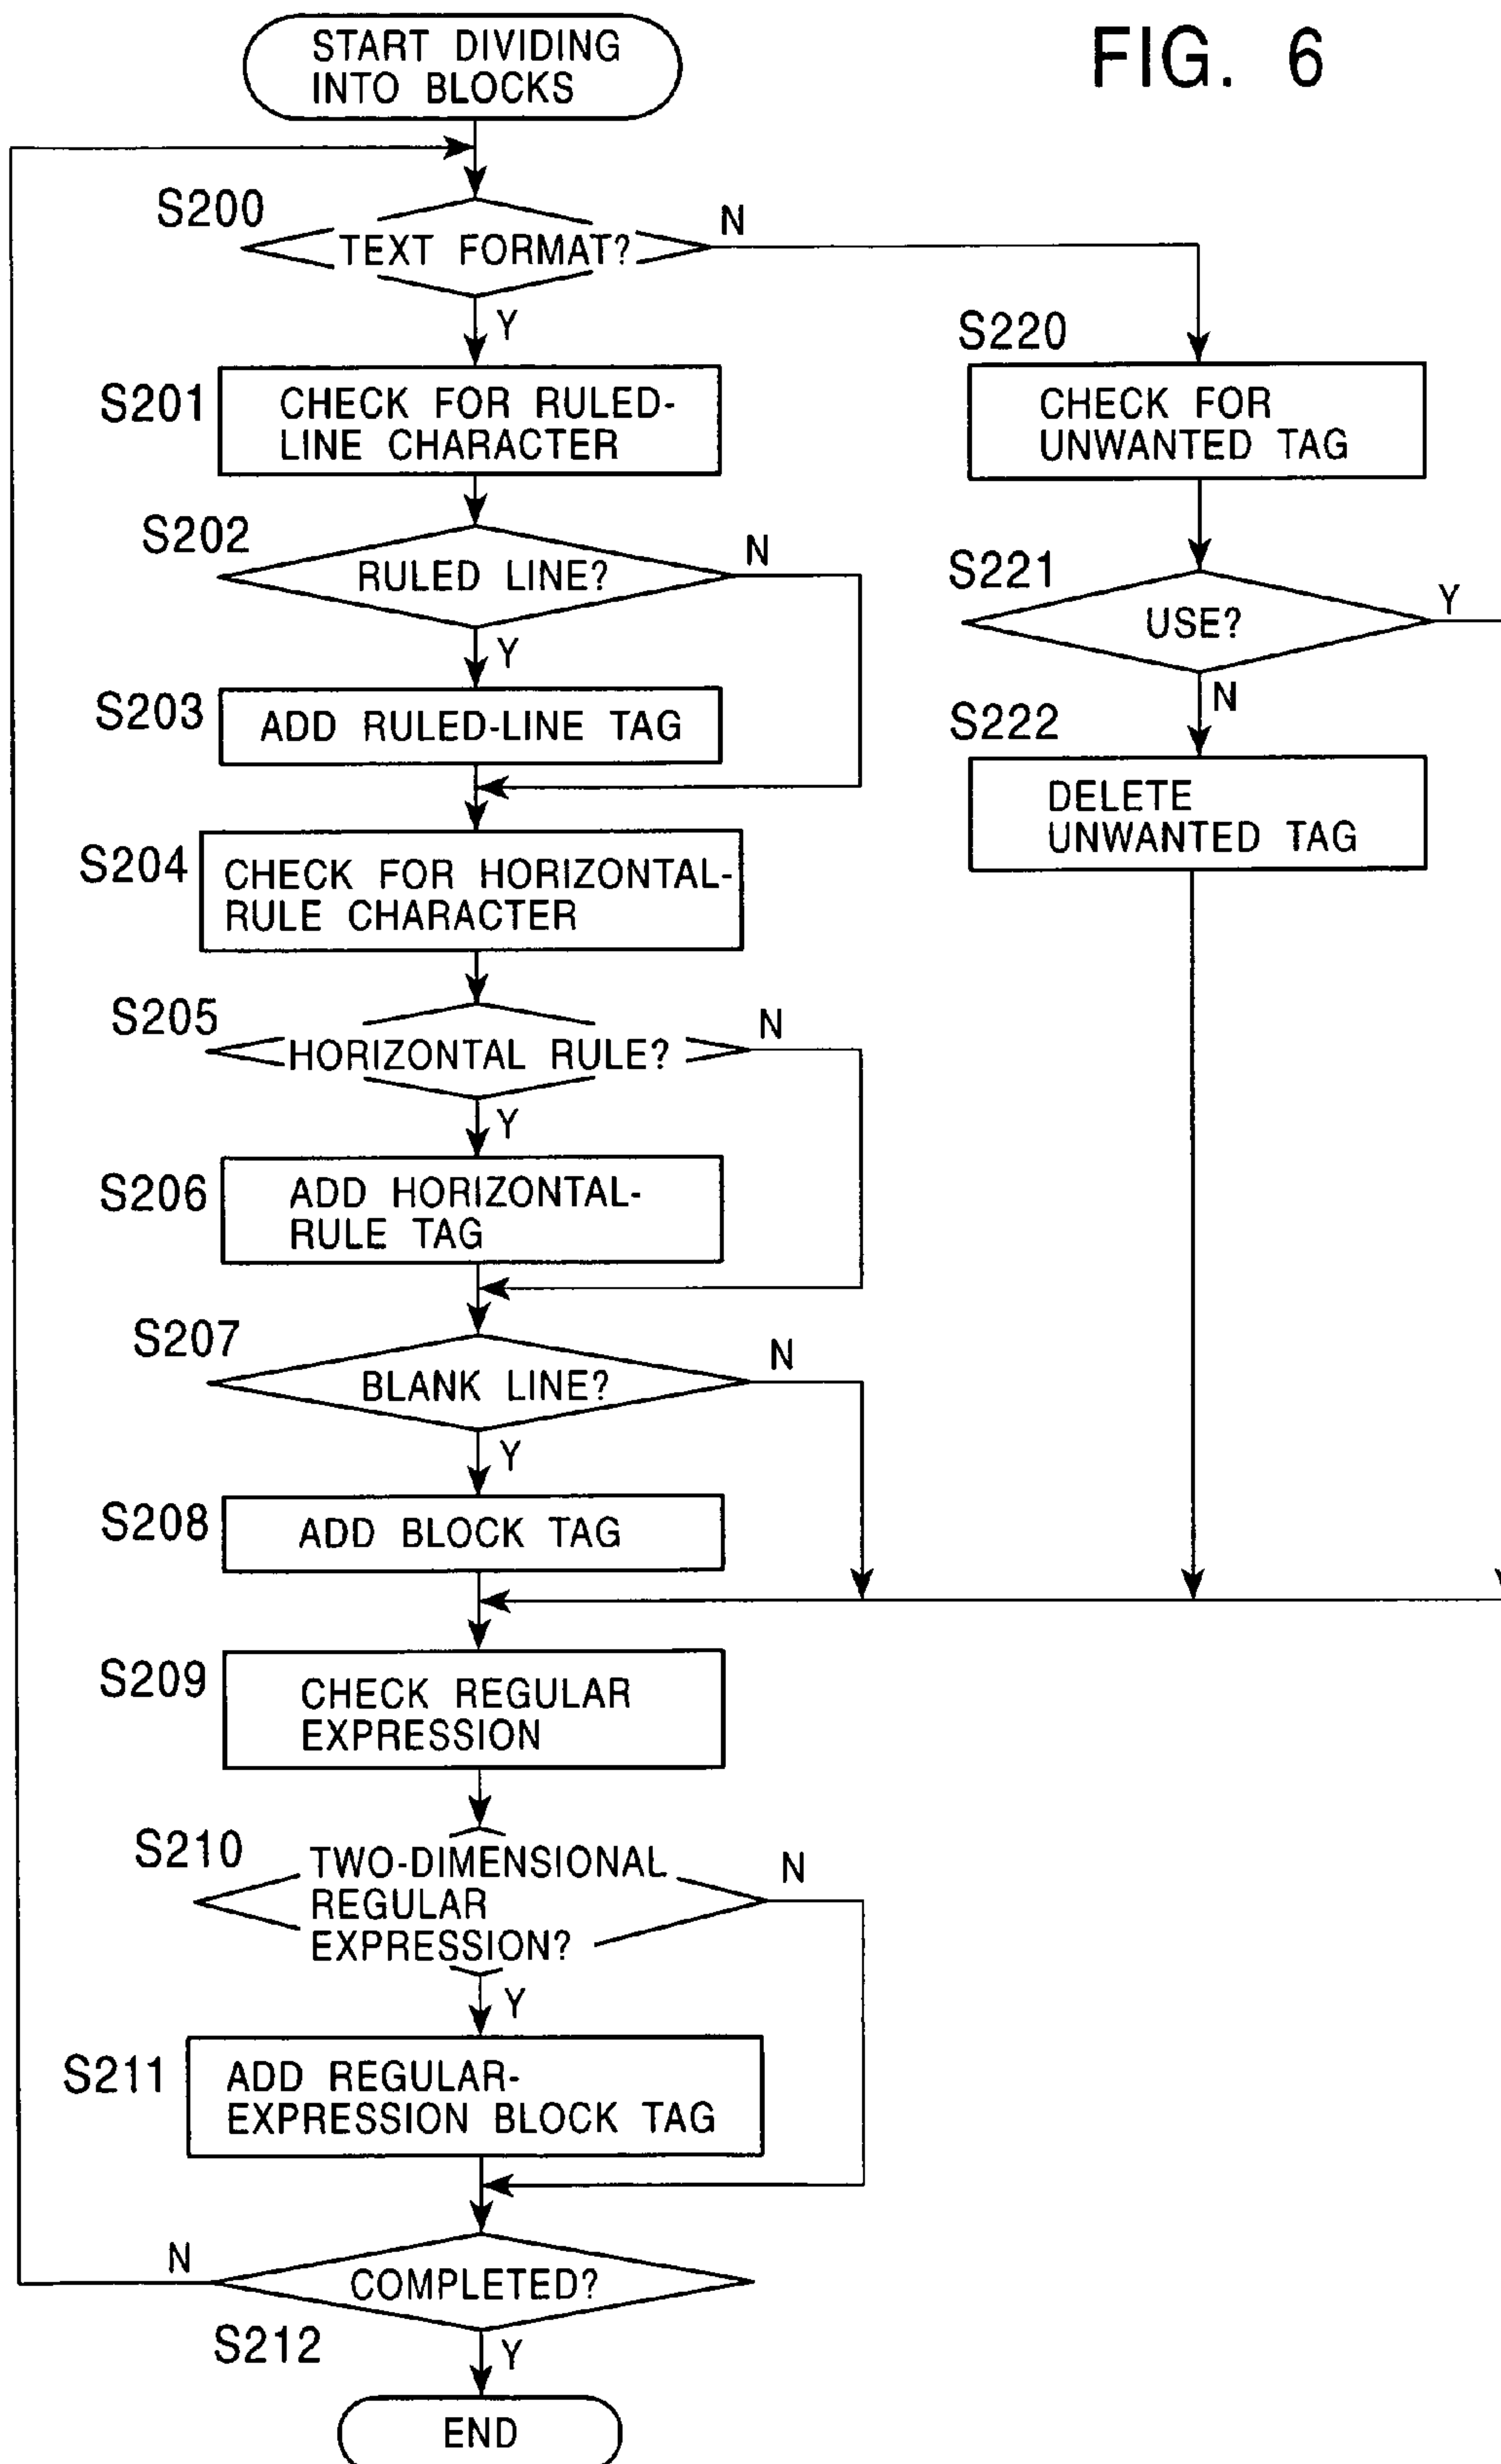 FIG. 6
START DIVIDING
INTO BLOCKS
S200
TEXT FORMAT?
N
Y
S201
CHECK FOR RULED-
LINE CHARACTER
S202
RULED LINE?
N
Y
S203
ADD RULED-LINE TAG
S204
CHECK FOR HORIZONTAL-
RULE CHARACTER
S205
HORIZONTAL RULE?
N
Y
S206
ADD HORIZONTAL-
RULE TAG
S207
BLANK LINE?
N
Y
S208
ADD BLOCK TAG
S209
CHECK REGULAR
EXPRESSION
S210
TWO-DIMENSIONAL
REGULAR
EXPRESSION?
N
Y
S211
ADD REGULAR-
EXPRESSION BLOCK TAG
N
COMPLETED?
S212
Y
END
S220
CHECK FOR
UNWANTED TAG
S221
USE?
Y
N
S222
DELETE
UNWANTED TAG